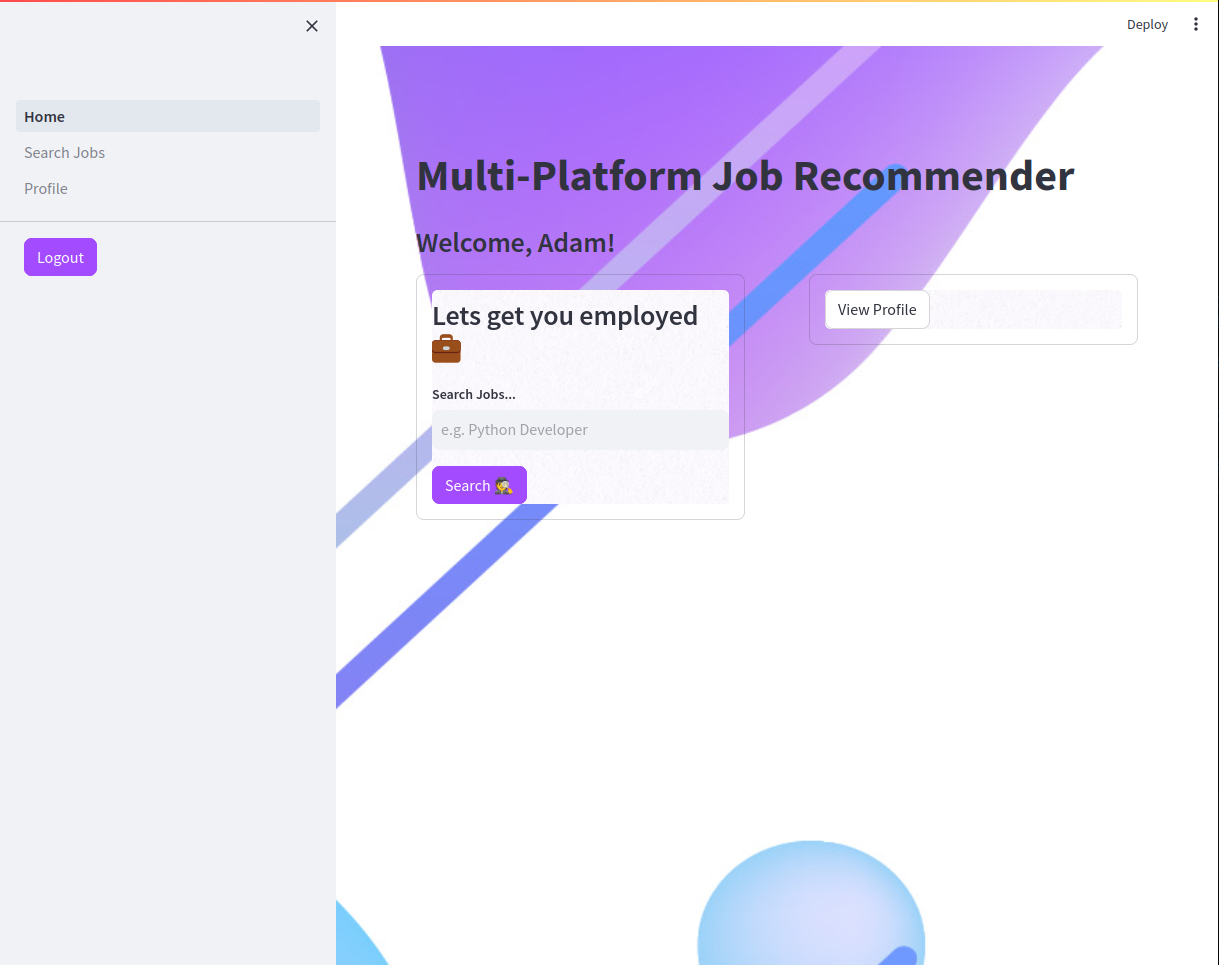 Deploy
Home
Search Jobs
Profile
Logout
Multi-Platform Job Recommender
Welcome, Adam!
Lets get you employed
💼
Search Jobs...
e.g. Python Developer
Search 🕵️
View Profile